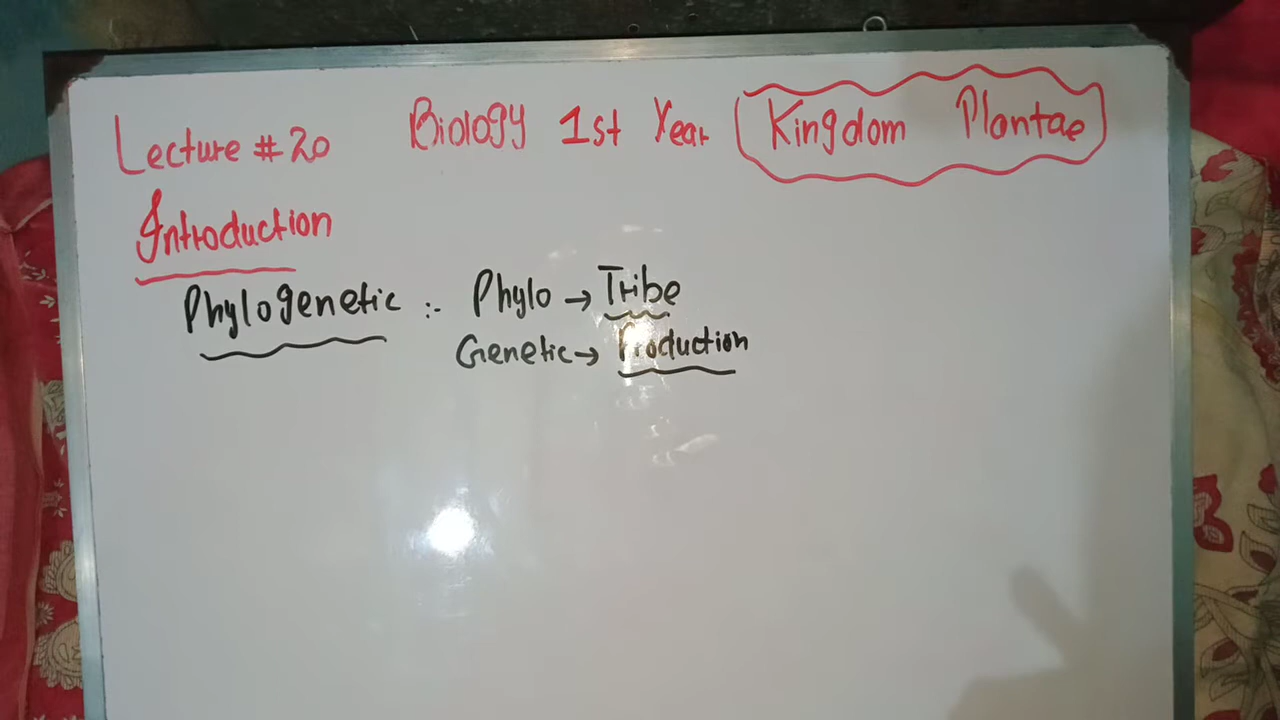 Lecture # 20 Biology 1st Year Kingdom Plantae
Introduction
Phylogenetic :- Phylo → Tribe
Genetic → Production